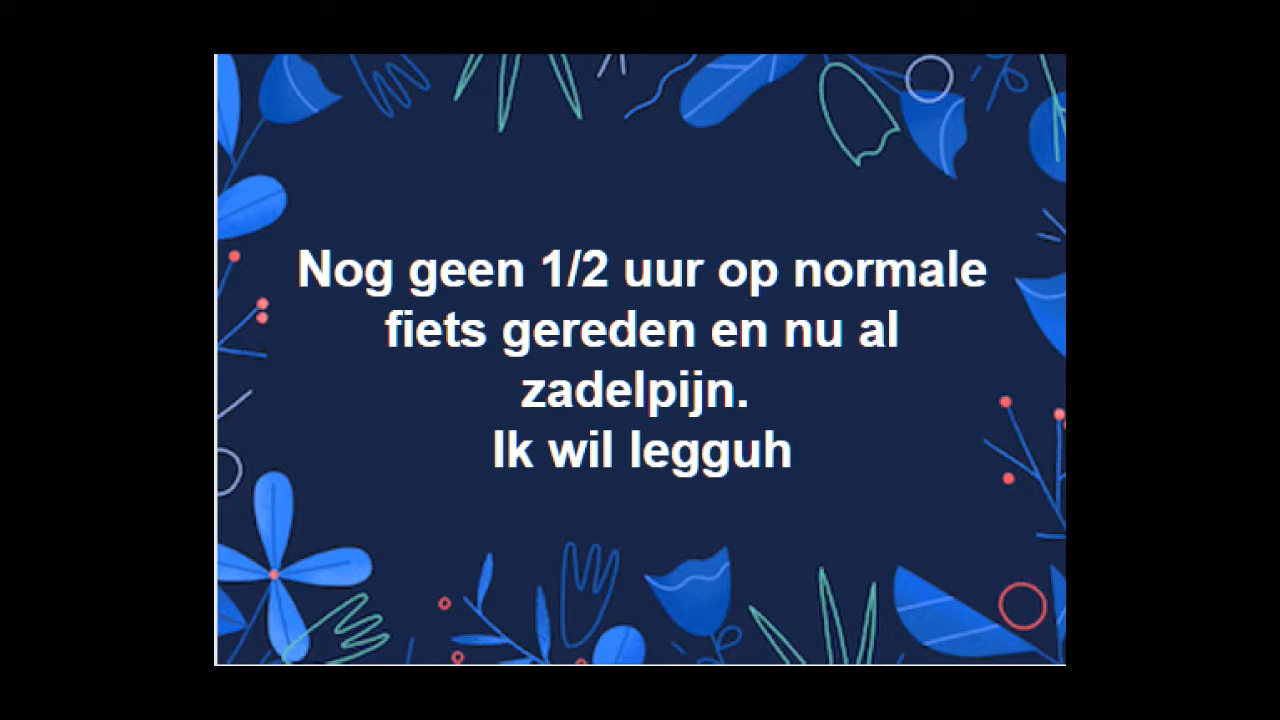 Nog geen 1/2 uur op normale
fiets gereden en nu al
zadelpijn.
Ik wil legguh